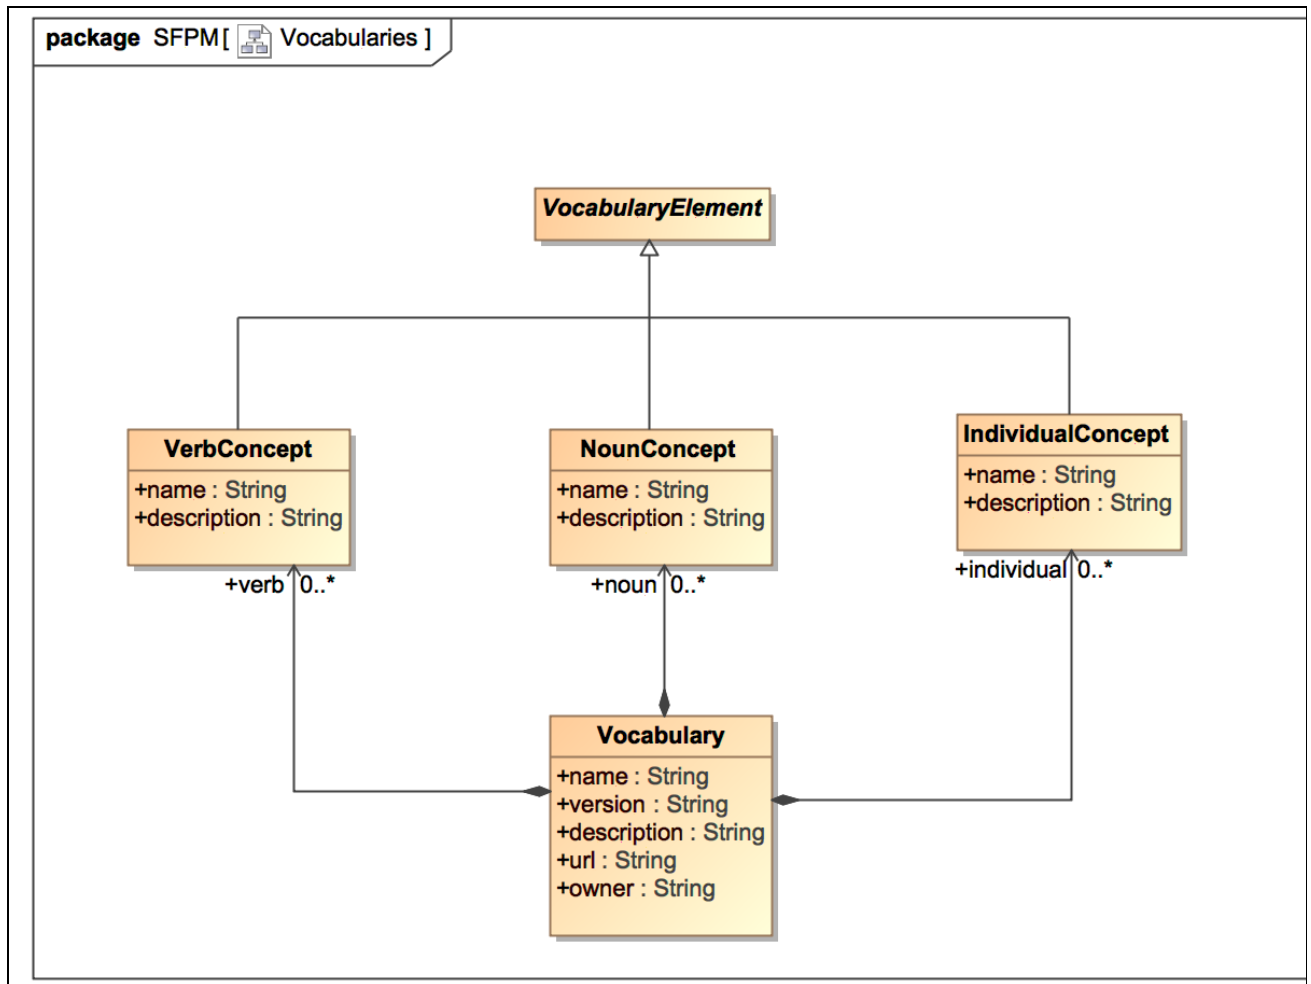 package SFPM[ Vocabularies ]
VocabularyElement
VerbConcept
+name : String
+description : String
NounConcept
+name : String
+description : String
IndividualConcept
+name : String
+description : String
+verb 0..*
+noun 0..*
+individual 0..*
Vocabulary
+name : String
+version : String
+description : String
+url : String
+owner : String